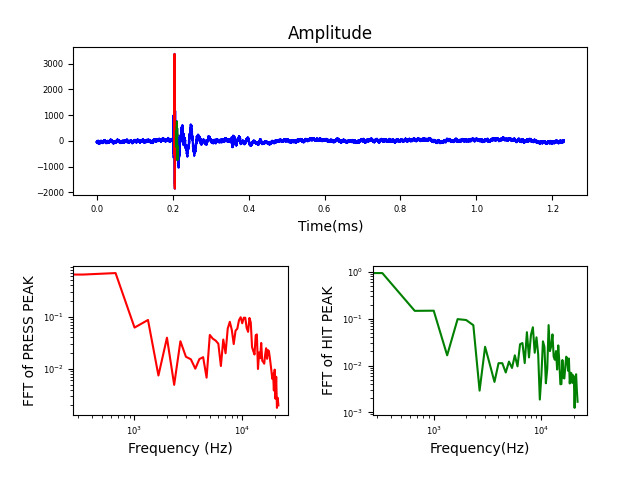 Amplitude
3000
2000
1000
0
−1000
−2000
0.0 0.2 0.4 0.6 0.8 1.0 1.2
Time(ms)
FFT of PRESS PEAK
10⁻¹
10⁻²
10³ 10⁴
Frequency (Hz)
FFT of HIT PEAK
10⁰
10⁻¹
10⁻²
10⁻³
10³ 10⁴
Frequency(Hz)